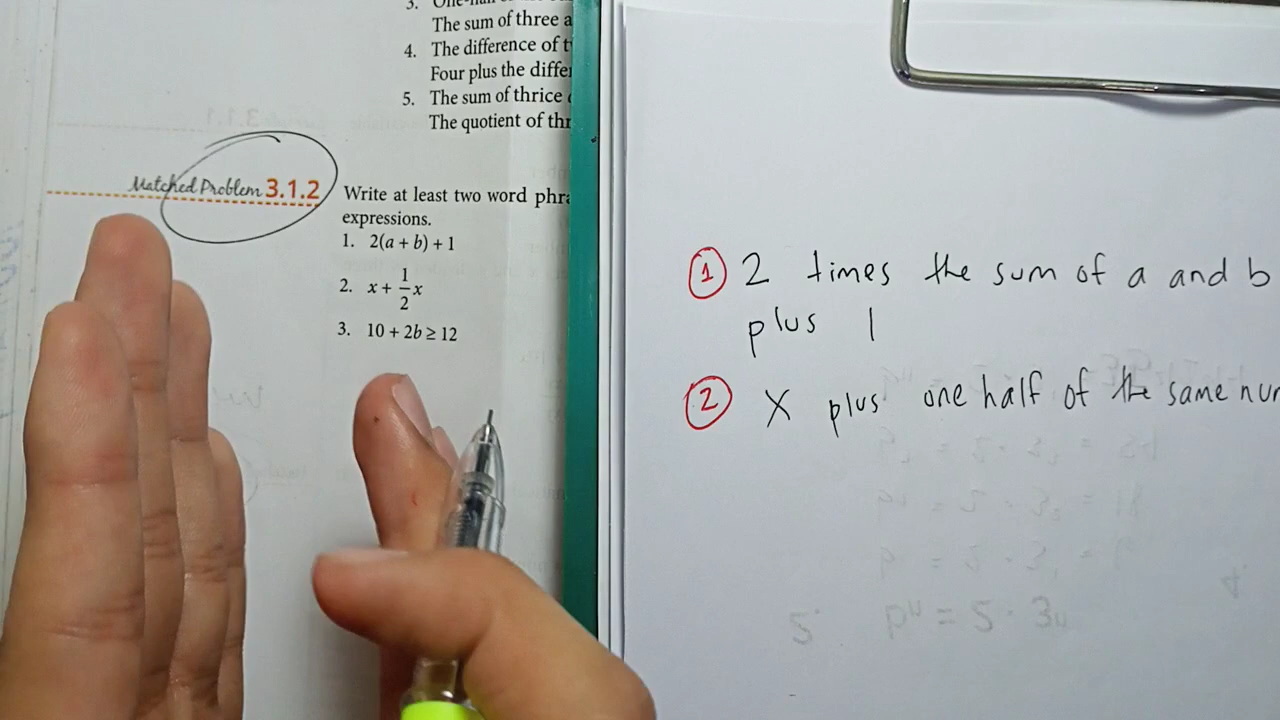 The sum of three a
4. The difference of t
Four plus the differ
5. The sum of thrice
The quotient of thr
Matched Problem 3.1.2
Write at least two word phra
expressions.
1. 2(a + b) + 1
2. x + 1/2 x
3. 10 + 2b ≥ 12
1 2 times the sum of a and b
plus 1
2 X plus one half of the same num